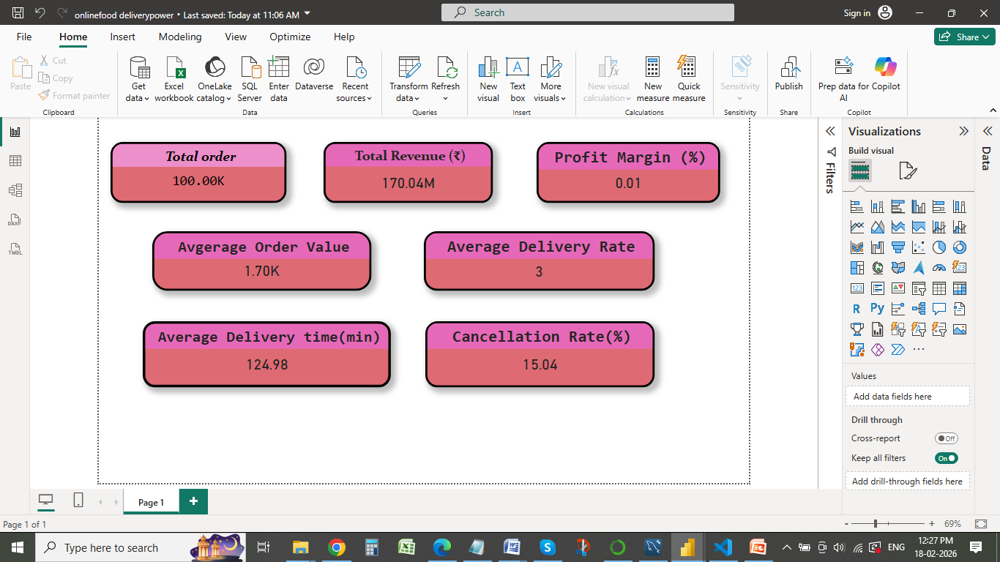 onlinefood deliverypower • Last saved: Today at 11:06 AM
Search
Sign in
File Home Insert Modeling View Optimize Help
Share
Paste
Cut
Copy
Format painter
Clipboard
Get data
Excel workbook
OneLake catalog
SQL Server
Enter data
Dataverse
Recent sources
Data
Transform data
Refresh
Queries
New visual
Text box
More visuals
Insert
New visual calculation
New measure
Quick measure
Calculations
Sensitivity
Sensitivity
Publish
Share
Prep data for AI
Copilot
Copilot
DAX
TMDL
Total order
100.00K
Total Revenue (₹)
170.04M
Profit Margin (%)
0.01
Avgerage Order Value
1.70K
Average Delivery Rate
3
Average Delivery time(min)
124.98
Cancellation Rate(%)
15.04
Filters
Visualizations
Build visual
123
123
R Py
Values
Add data fields here
Drill through
Cross-report
Off
Keep all filters
On
Add drill-through fields here
Data
Page 1
Page 1 of 1
- + 69%
Type here to search
ENG
12:27 PM
18-02-2026